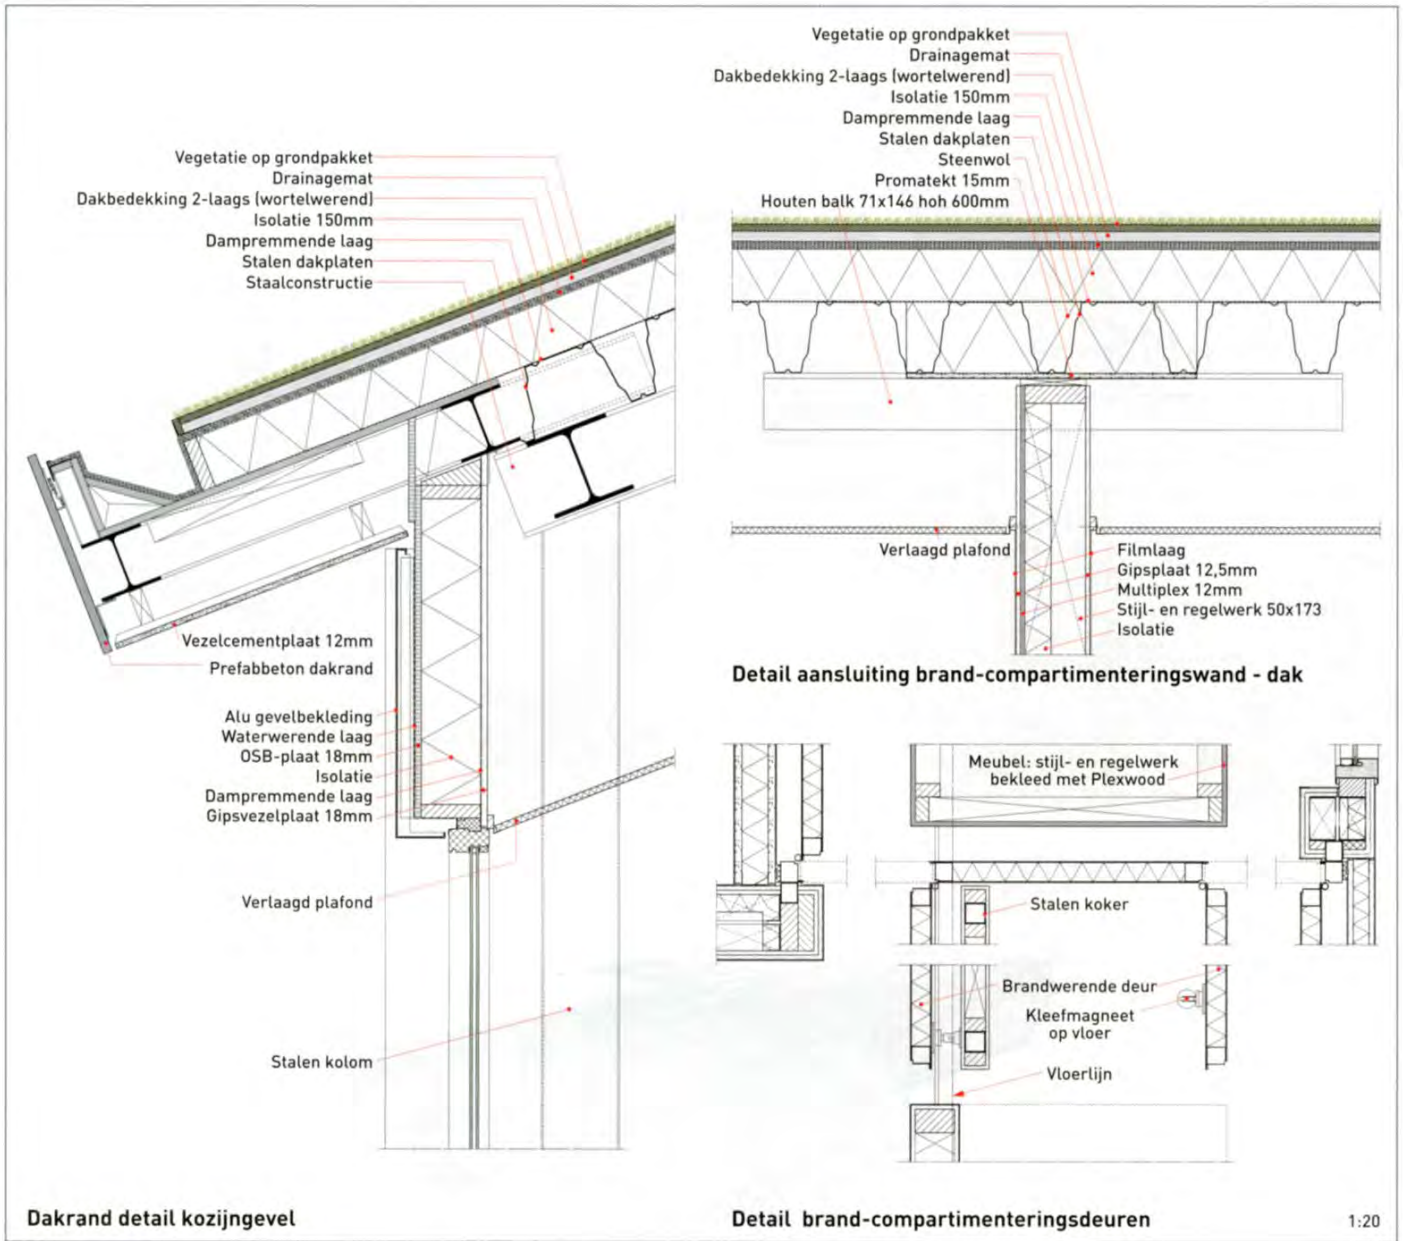 Vegetatie op grondpakket
Drainagemat
Dakbedekking 2-laags (wortelwerend)
Isolatie 150mm
Dampremmende laag
Stalen dakplaten
Staalconstructie
Vezelcementplaat 12mm
Prefabbeton dakrand
Alu gevelbekleding
Waterwerende laag
OSB-plaat 18mm
Isolatie
Dampremmende laag
Gipsvezelplaat 18mm
Verlaagd plafond
Stalen kolom
Dakrand detail kozijngevel
Vegetatie op grondpakket
Drainagemat
Dakbedekking 2-laags (wortelwerend)
Isolatie 150mm
Dampremmende laag
Stalen dakplaten
Steenwol
Promatekt 15mm
Houten balk 71x146 hoh 600mm
Verlaagd plafond
Filmlaag
Gipsplaat 12,5mm
Multiplex 12mm
Stijl- en regelwerk 50x173
Isolatie
Detail aansluiting brand-compartimenteringswand - dak
Meubel: stijl- en regelwerk
bekleed met Plexwood
Stalen koker
Brandwerende deur
Kleefmagneet
op vloer
Vloerlijn
Detail brand-compartimenteringsdeuren
1:20